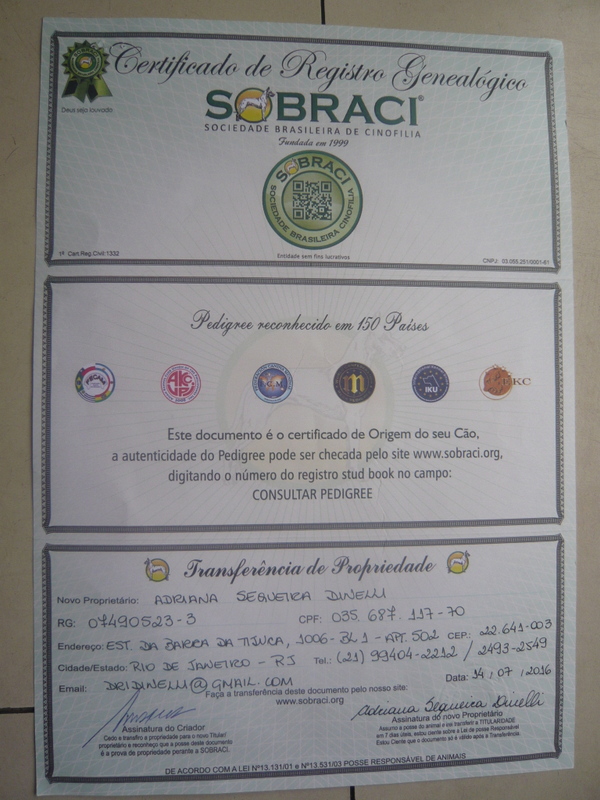 Certificado de Registro Genealógico
Deus seja louvado
SOBRACI®
SOCIEDADE BRASILEIRA DE CINOFILIA
Fundada em 1999
SOBRACI
SOCIEDADE BRASILEIRA CINOFILIA
1º Cart.Reg.Civil:1332
Entidade sem fins lucrativos
CNPJ: 03.055.251/0001-61
Pedigree reconhecido em 150 Países
IKU
KC
Este documento é o certificado de Origem do seu Cão,
a autenticidade do Pedigree pode ser checada pelo site www.sobraci.org,
digitando o número do registro stud book no campo:
CONSULTAR PEDIGREE
Transferência de Propriedade
Novo Proprietário: ADRIANA SEQUEIRA DINELLI
RG: 07490523-3 CPF: 035.687.117-70
Endereço: EST. DA BARRA DA TIJUCA, 1006-BL1-APT.502 CEP: 22.641-003
Cidade/Estado: RIO DE JANEIRO - RJ Tel.: (21) 99404-2212 / 2493-2549
Email: DRIDINELLI@GMAIL.COM Data: 14/07/2016
Faça a transferência deste documento pelo nosso site:
www.sobraci.org
Adriana Sequeira Dinelli
Assinatura do Criador
Cedo e transfiro a propriedade para o novo Titular/
proprietário e reconheço que a posse deste documento
é a prova de propriedade perante a SOBRACI.
Assinatura do novo Proprietário
Assumo a posse do animal e irei transferir a TITULARIDADE
em 7 dias úteis, estou ciente sobre a Lei de posse Responsável
Estou Ciente que o documento só é válido após a Transferência.
DE ACORDO COM A LEI Nº13.131/01 e Nº13.531/03 POSSE RESPONSÁVEL DE ANIMAIS